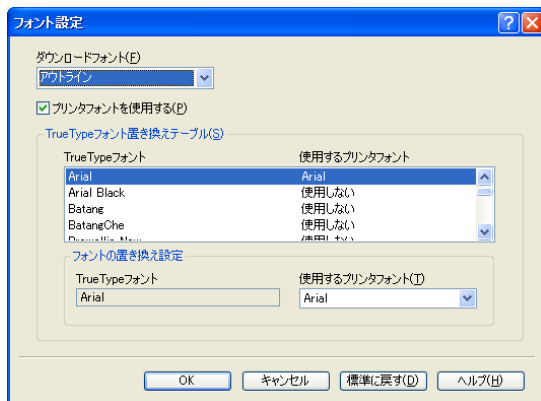 フォント設定
ダウンロードフォント(F)
アウトライン
プリンタフォントを使用する(P)
TrueTypeフォント置き換えテーブル(S)
TrueTypeフォント 使用するプリンタフォント
Arial Arial
Arial Black 使用しない
Batang 使用しない
BatangChe 使用しない
フォントの置き換え設定
TrueTypeフォント 使用するプリンタフォント(T)
Arial Arial
OK キャンセル 標準に戻す(D) ヘルプ(H)